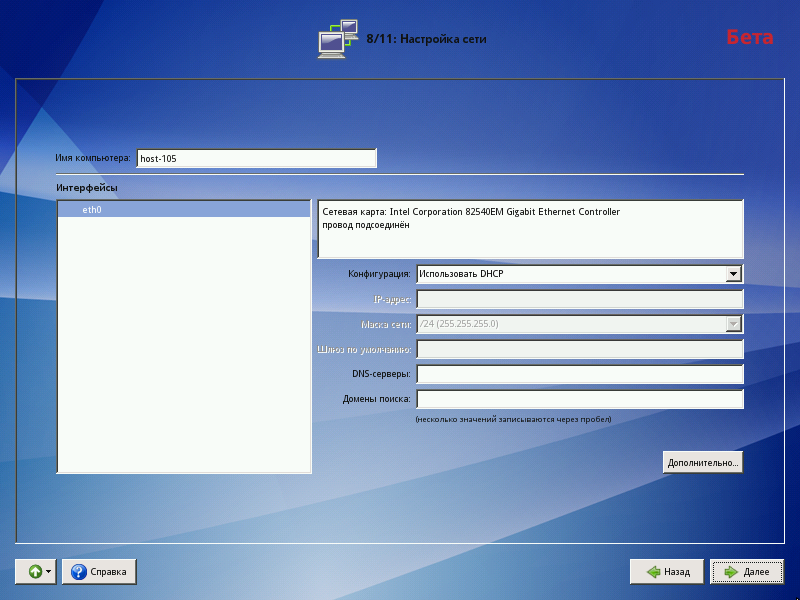 8/11: Настройка сети
Бета
Имя компьютера: host-105
Интерфейсы
eth0
Сетевая карта: Intel Corporation 82540EM Gigabit Ethernet Controller
провод подсоединён
Конфигурация: Использовать DHCP
IP-адрес:
Маска сети: /24 (255.255.255.0)
Шлюз по умолчанию:
DNS-серверы:
Домены поиска:
(несколько значений записываются через пробел)
Дополнительно...
Справка
Назад
Далее